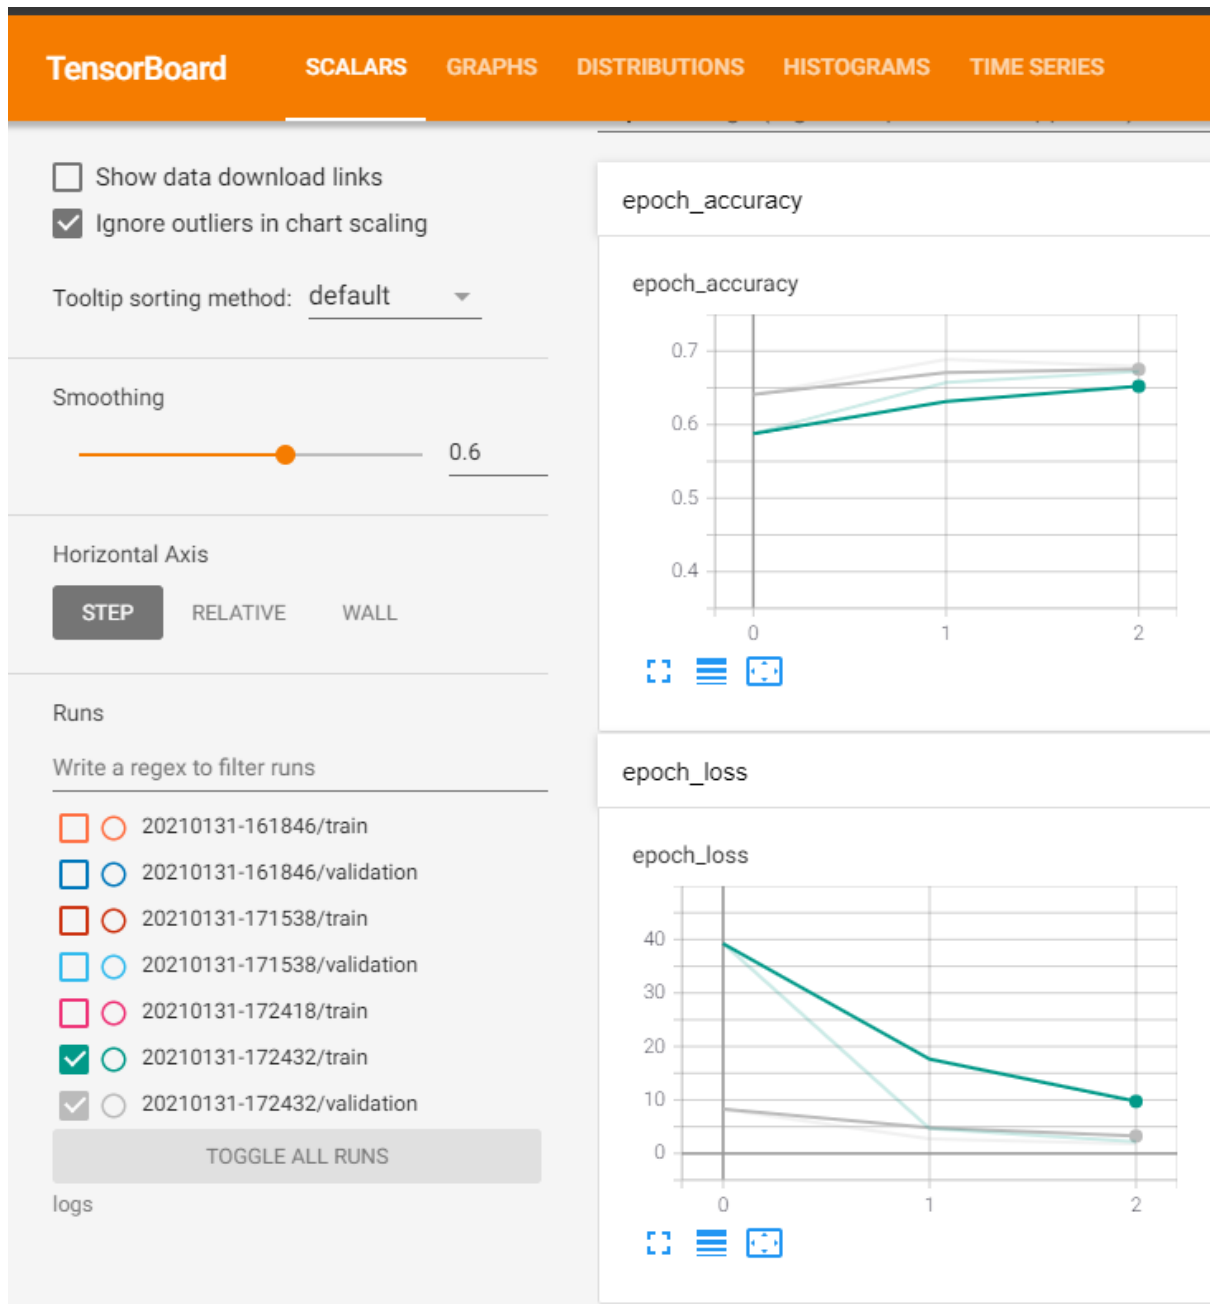 TensorBoard SCALARS GRAPHS DISTRIBUTIONS HISTOGRAMS TIME SERIES
Show data download links
Ignore outliers in chart scaling
Tooltip sorting method: default
Smoothing
0.6
Horizontal Axis
STEP RELATIVE WALL
Runs
Write a regex to filter runs
20210131-161846/train
20210131-161846/validation
20210131-171538/train
20210131-171538/validation
20210131-172418/train
20210131-172432/train
20210131-172432/validation
TOGGLE ALL RUNS
logs
epoch_accuracy
epoch_accuracy
0.7
0.6
0.5
0.4
0 1 2
epoch_loss
epoch_loss
40
30
20
10
0
0 1 2